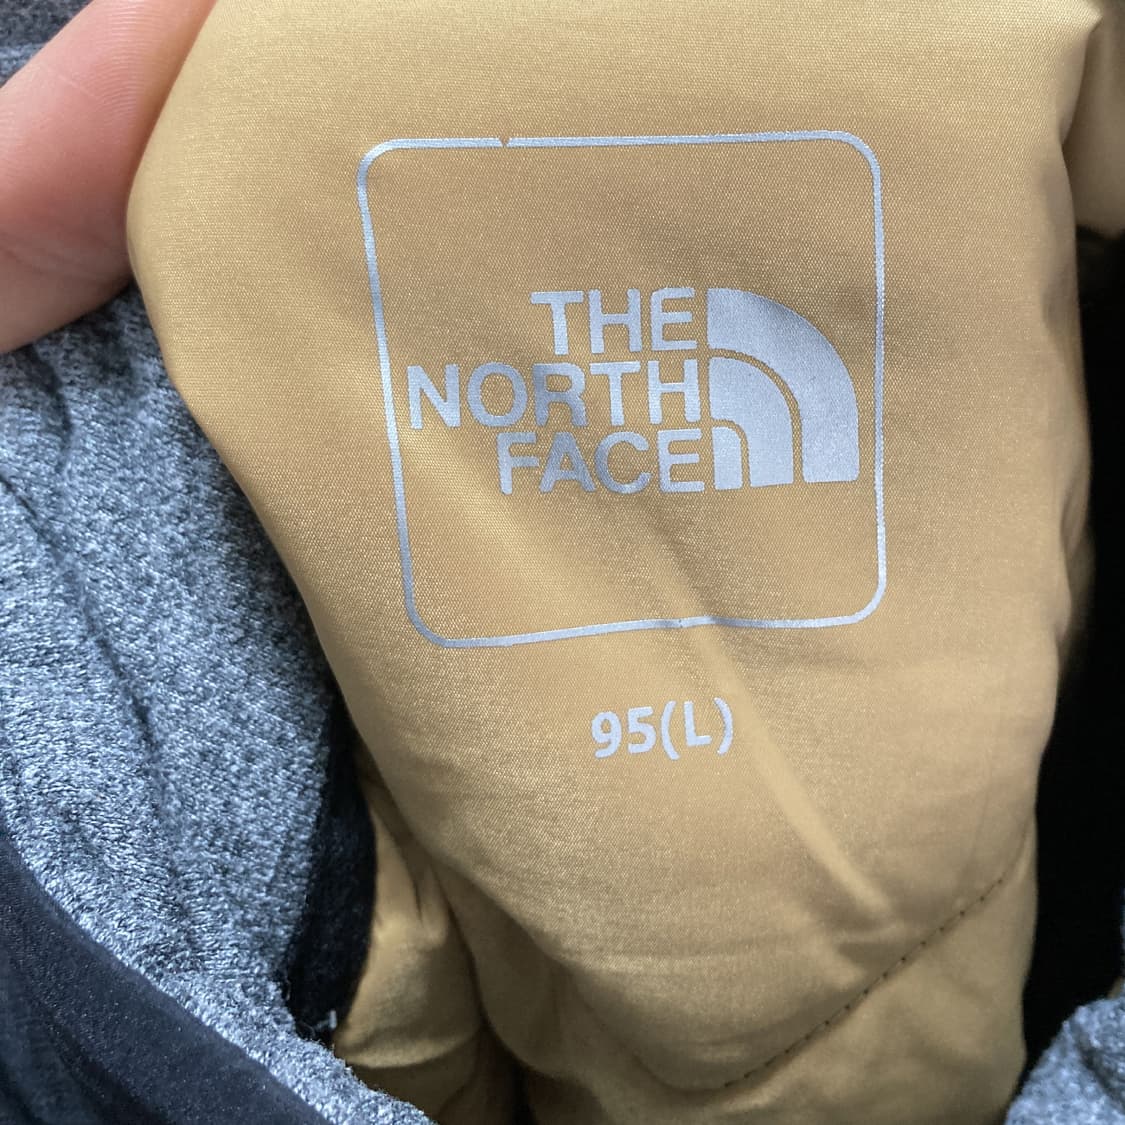 THE
NORTH
FACE
95(L)